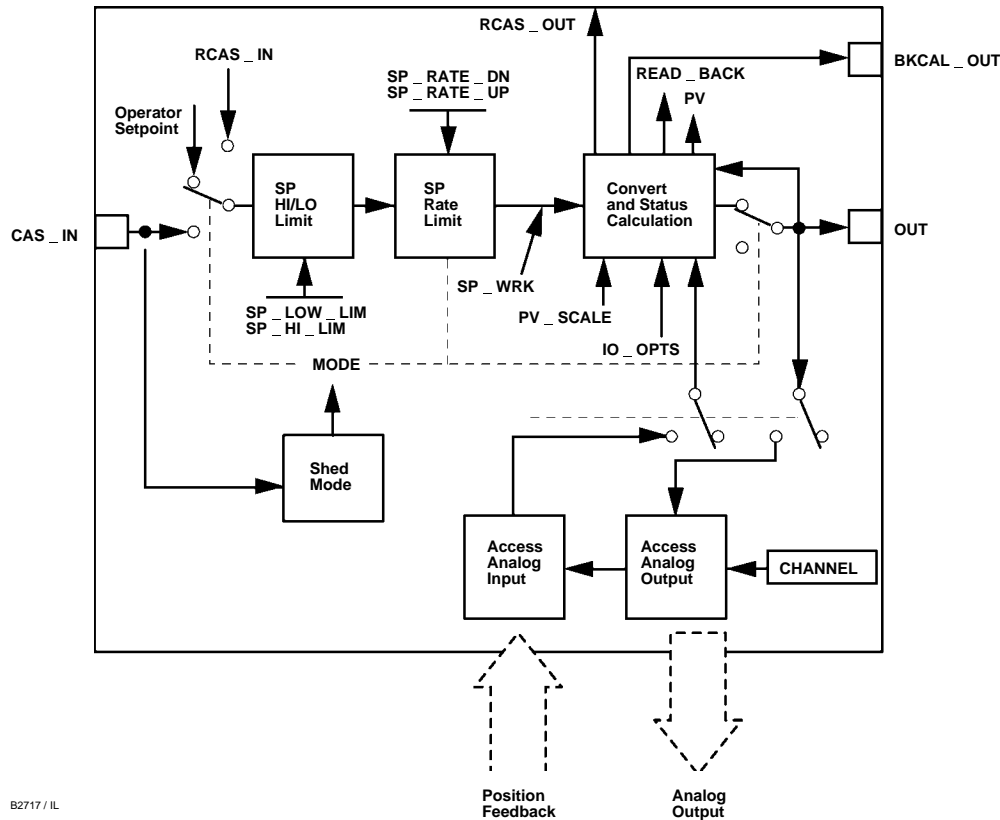 RCAS _ OUT
RCAS _ IN
BKCAL _ OUT
READ _ BACK
SP _ RATE _ DN
SP _ RATE _ UP
PV
Operator
Setpoint
SP
HI/LO
Limit
SP
Rate
Limit
Convert
and Status
Calculation
CAS _ IN
OUT
SP _ WRK
SP _ LOW _ LIM
SP _ HI _ LIM
PV _ SCALE
IO _ OPTS
MODE
Shed
Mode
Access
Analog
Input
Access
Analog
Output
CHANNEL
Position
Feedback
Analog
Output
B2717 / IL